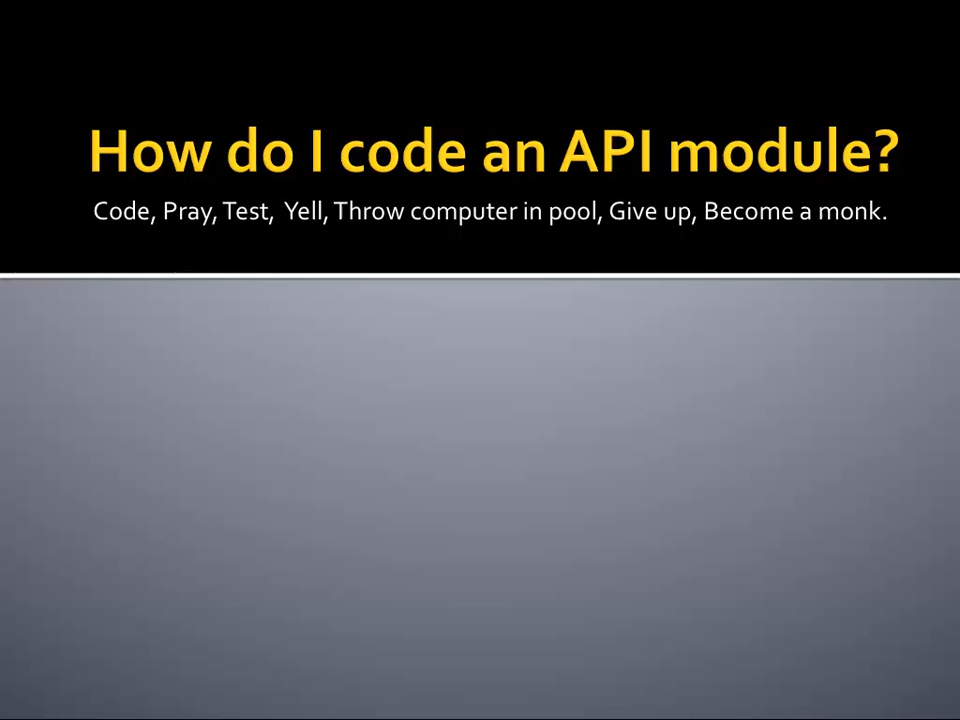 How do I code an API module?
Code, Pray, Test, Yell, Throw computer in pool, Give up, Become a monk.